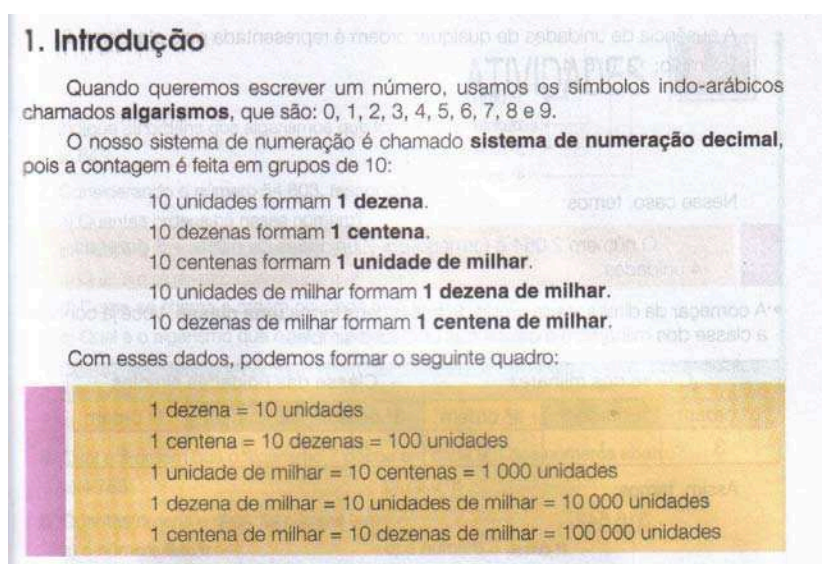 1. Introdução
Quando queremos escrever um número, usamos os símbolos indo-arábicos
chamados algarismos, que são: 0, 1, 2, 3, 4, 5, 6, 7, 8 e 9.
O nosso sistema de numeração é chamado sistema de numeração decimal,
pois a contagem é feita em grupos de 10:
10 unidades formam 1 dezena.
10 dezenas formam 1 centena.
10 centenas formam 1 unidade de milhar.
10 unidades de milhar formam 1 dezena de milhar.
10 dezenas de milhar formam 1 centena de milhar.
Com esses dados, podemos formar o seguinte quadro:
1 dezena = 10 unidades
1 centena = 10 dezenas = 100 unidades
1 unidade de milhar = 10 centenas = 1 000 unidades
1 dezena de milhar = 10 unidades de milhar = 10 000 unidades
1 centena de milhar = 10 dezenas de milhar = 100 000 unidades